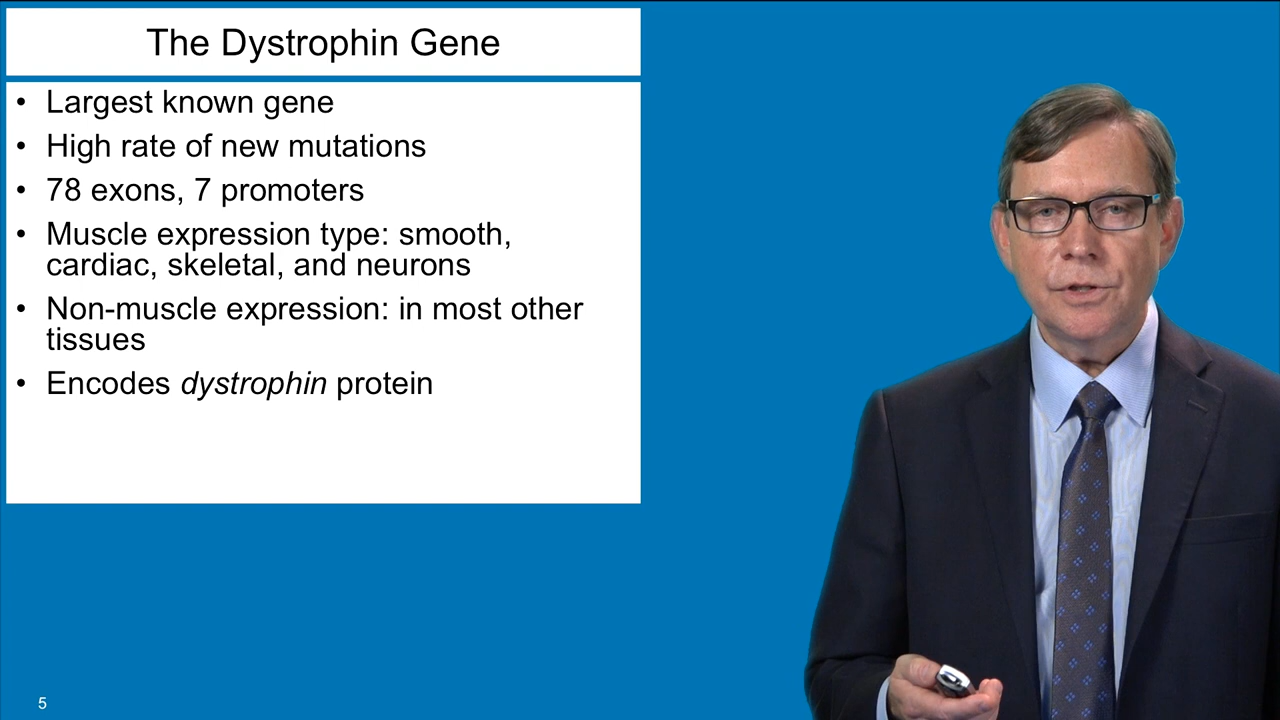 The Dystrophin Gene
• Largest known gene
• High rate of new mutations
• 78 exons, 7 promoters
• Muscle expression type: smooth,
cardiac, skeletal, and neurons
• Non-muscle expression: in most other
tissues
• Encodes dystrophin protein
5